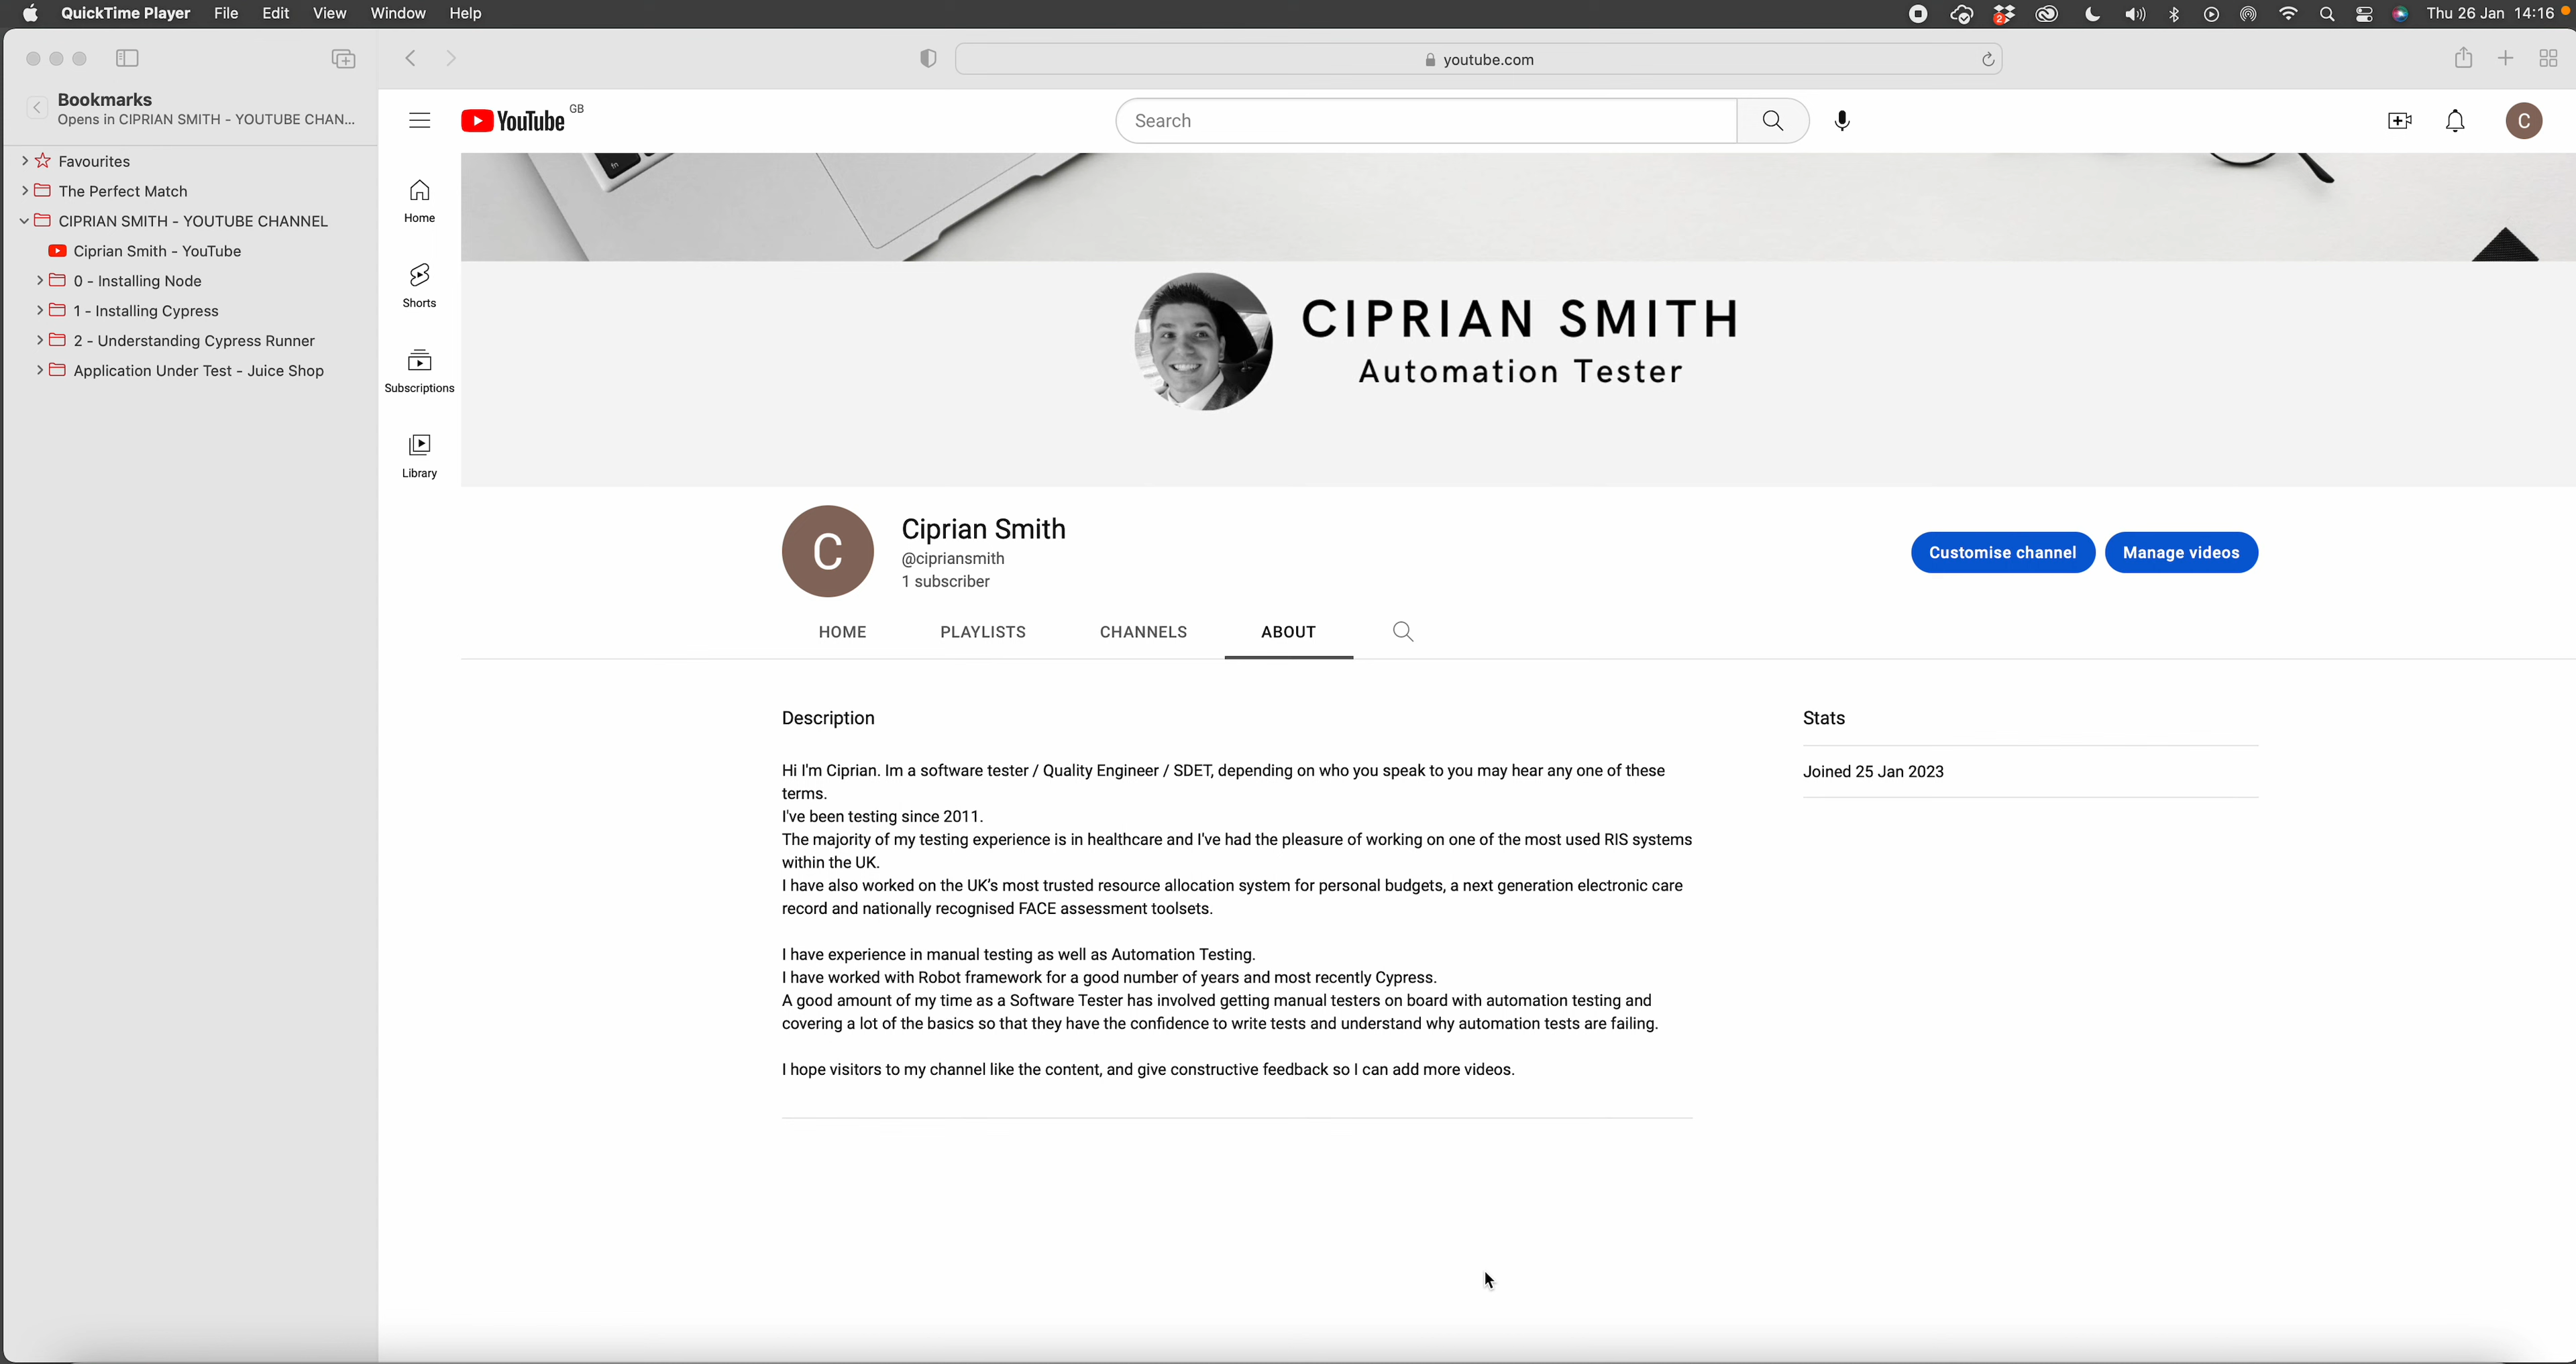 QuickTime Player File Edit View Window Help
2
Thu 26 Jan 14:16
youtube.com
Bookmarks
Opens in CIPRIAN SMITH - YOUTUBE CHAN...
Favourites
The Perfect Match
CIPRIAN SMITH - YOUTUBE CHANNEL
Ciprian Smith - YouTube
0 - Installing Node
1 - Installing Cypress
2 - Understanding Cypress Runner
Application Under Test - Juice Shop
YouTube GB
Search
C
Home
Shorts
Subscriptions
Library
fn
CIPRIAN SMITH
Automation Tester
C
Ciprian Smith
@cipriansmith
1 subscriber
Customise channel
Manage videos
HOME PLAYLISTS CHANNELS ABOUT
Description
Hi I'm Ciprian. Im a software tester / Quality Engineer / SDET, depending on who you speak to you may hear any one of these
terms.
I've been testing since 2011.
The majority of my testing experience is in healthcare and I've had the pleasure of working on one of the most used RIS systems
within the UK.
I have also worked on the UK’s most trusted resource allocation system for personal budgets, a next generation electronic care
record and nationally recognised FACE assessment toolsets.
I have experience in manual testing as well as Automation Testing.
I have worked with Robot framework for a good number of years and most recently Cypress.
A good amount of my time as a Software Tester has involved getting manual testers on board with automation testing and
covering a lot of the basics so that they have the confidence to write tests and understand why automation tests are failing.
I hope visitors to my channel like the content, and give constructive feedback so I can add more videos.
Stats
Joined 25 Jan 2023